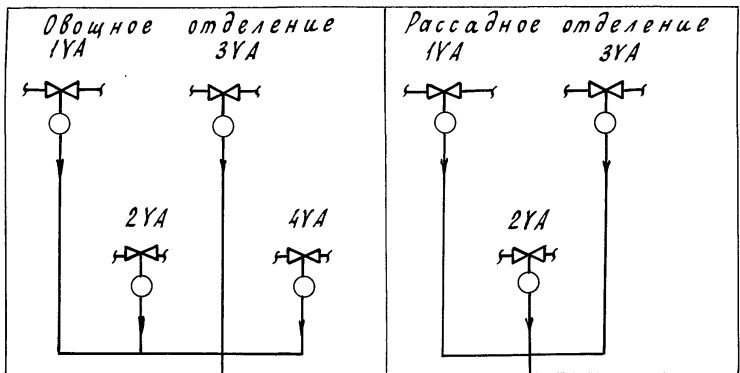 Овощное отделение
1YA 3YA
2YA 4YA
Рассадное отделение
1YA 3YA
2YA